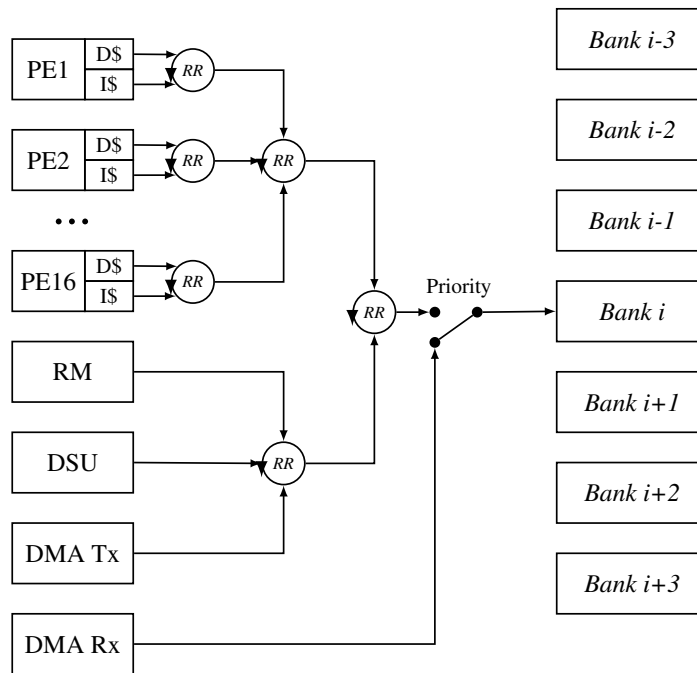 PE1
D$
I$
RR
PE2
D$
I$
RR
RR
...
PE16
D$
I$
RR
RM
DSU
RR
DMA Tx
DMA Rx
RR
Priority
Bank i-3
Bank i-2
Bank i-1
Bank i
Bank i+1
Bank i+2
Bank i+3